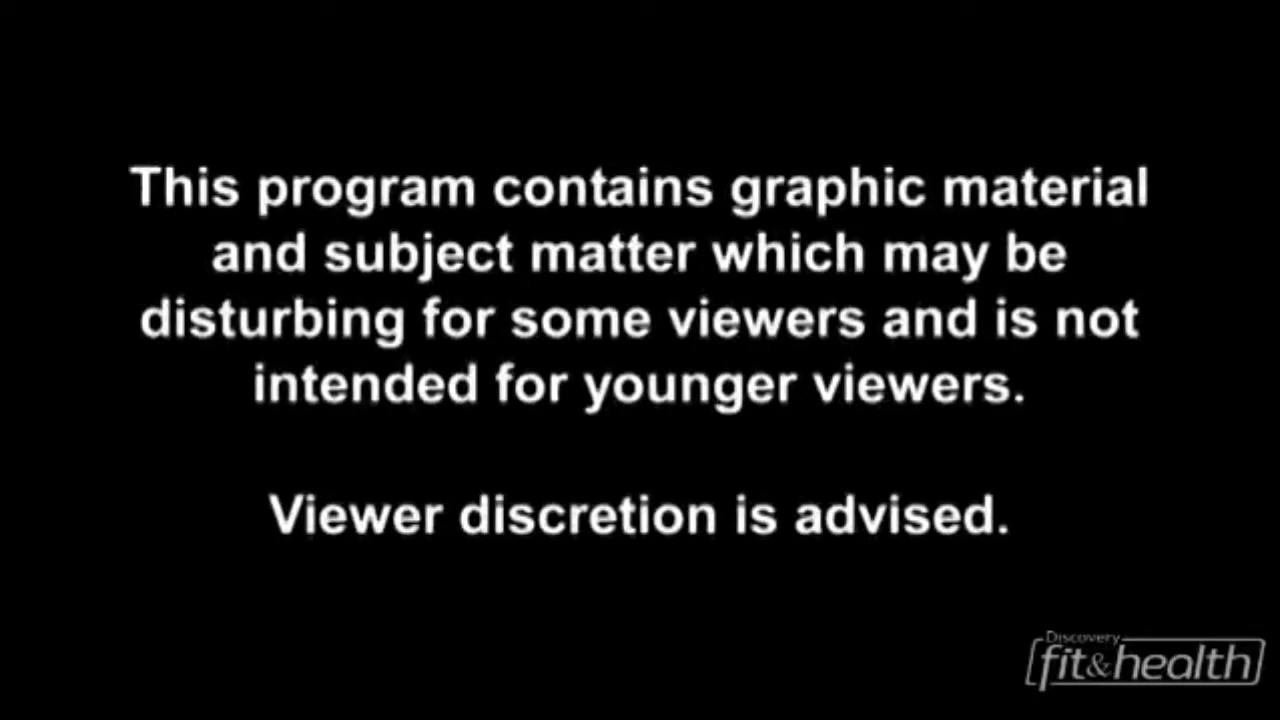 This program contains graphic material
and subject matter which may be
disturbing for some viewers and is not
intended for younger viewers.
Viewer discretion is advised.
Discovery
fit&health